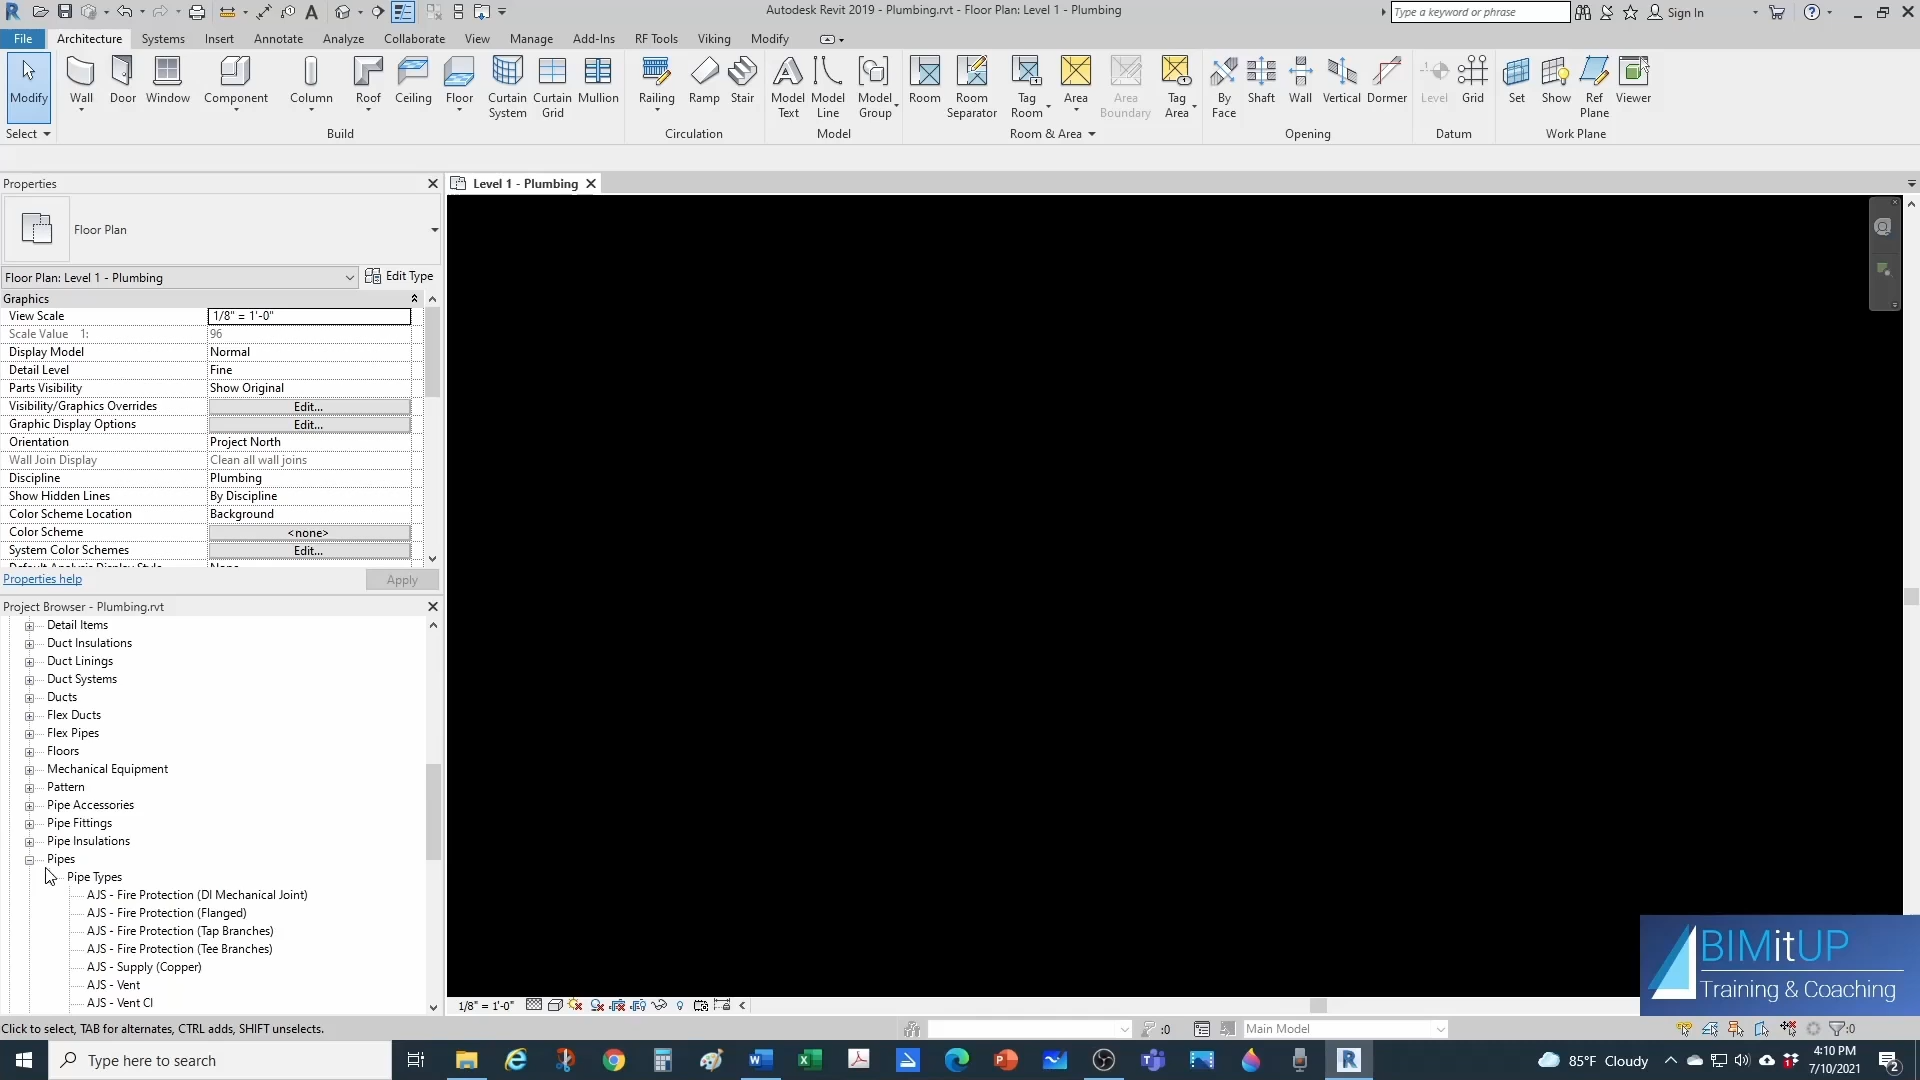 Autodesk Revit 2019 - Plumbing.rvt - Floor Plan: Level 1 - Plumbing
Type a keyword or phrase
Sign In
File Architecture Systems Insert Annotate Analyze Collaborate View Manage Add-Ins RF Tools Viking Modify
Modify Wall Door Window Component Column Roof Ceiling Floor Curtain System Curtain Grid Mullion Railing Ramp Stair Model Text Model Line Model Group Room Room Separator Tag Room Area Area Boundary Tag Area By Face Shaft Wall Vertical Dormer Level Grid Set Show Ref Plane Viewer
Select Build Circulation Model Room & Area Opening Datum Work Plane
Properties
Level 1 - Plumbing
Floor Plan
Floor Plan: Level 1 - Plumbing Edit Type
Graphics
View Scale 1/8" = 1'-0"
Scale Value 1: 96
Display Model Normal
Detail Level Fine
Parts Visibility Show Original
Visibility/Graphics Overrides Edit...
Graphic Display Options Edit...
Orientation Project North
Wall Join Display Clean all wall joins
Discipline Plumbing
Show Hidden Lines By Discipline
Color Scheme Location Background
Color Scheme <none>
System Color Schemes Edit...
Default Analysis Display Style None
Properties help Apply
Project Browser - Plumbing.rvt
Detail Items
Duct Insulations
Duct Linings
Duct Systems
Ducts
Flex Ducts
Flex Pipes
Floors
Mechanical Equipment
Pattern
Pipe Accessories
Pipe Fittings
Pipe Insulations
Pipes
Pipe Types
AJS - Fire Protection (DI Mechanical Joint)
AJS - Fire Protection (Flanged)
AJS - Fire Protection (Tap Branches)
AJS - Fire Protection (Tee Branches)
AJS - Supply (Copper)
AJS - Vent
AJS - Vent CI
BIMitUP
Training & Coaching
1/8" = 1'-0"
Click to select, TAB for alternates, CTRL adds, SHIFT unselects.
:0
Main Model
:0
Type here to search
85°F Cloudy
4:10 PM
7/10/2021
2